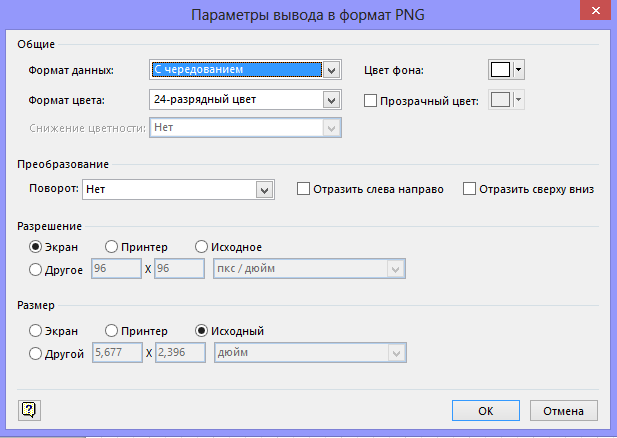 Параметры вывода в формат PNG
Общие
Формат данных: С чередованием Цвет фона:
Формат цвета: 24-разрядный цвет Прозрачный цвет:
Снижение цветности: Нет
Преобразование
Поворот: Нет Отразить слева направо Отразить сверху вниз
Разрешение
Экран Принтер Исходное
Другое 96 X 96 пкс / дюйм
Размер
Экран Принтер Исходный
Другой 5,677 X 2,396 дюйм
? ОК Отмена